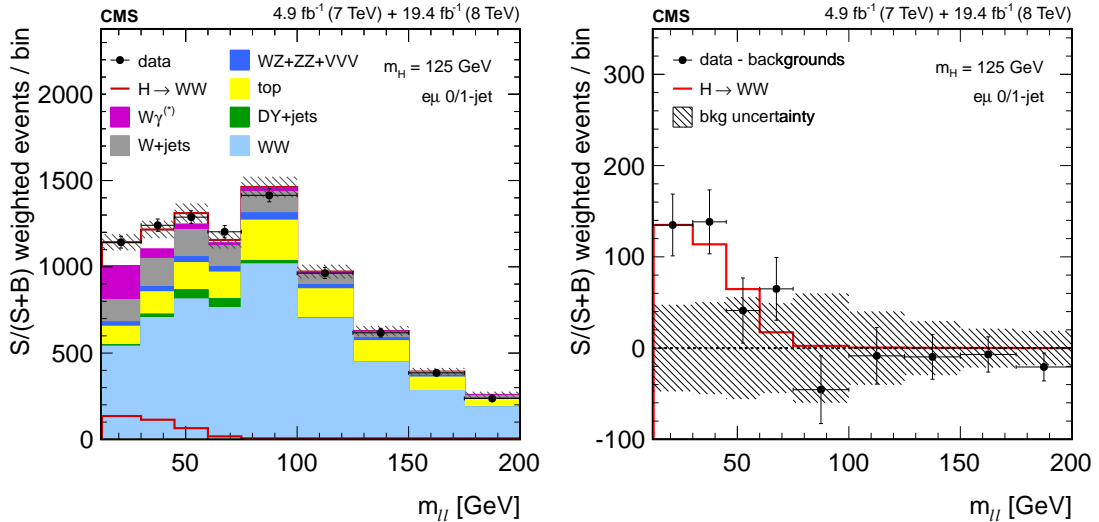 CMS 4.9 fb⁻¹ (7 TeV) + 19.4 fb⁻¹ (8 TeV)
S/(S+B) weighted events / bin
data
H → WW
Wγ⁽*⁾
W+jets
WZ+ZZ+VVV
top
DY+jets
WW
m_H = 125 GeV
eμ 0/1-jet
2000
1500
1000
500
0
50 100 150 200
m_ll [GeV]
CMS 4.9 fb⁻¹ (7 TeV) + 19.4 fb⁻¹ (8 TeV)
S/(S+B) weighted events / bin
data - backgrounds
H → WW
bkg uncertainty
m_H = 125 GeV
eμ 0/1-jet
300
200
100
0
-100
50 100 150 200
m_ll [GeV]